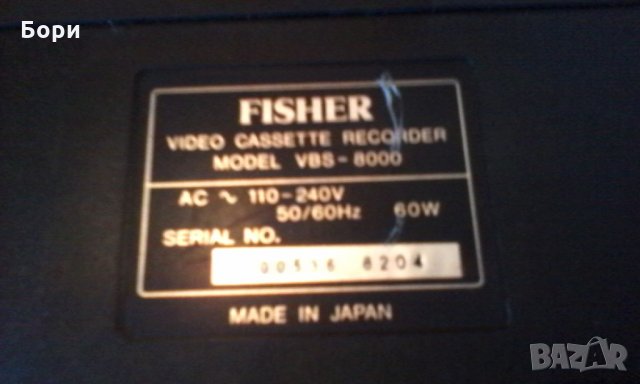 Бори
FISHER
VIDEO CASSETTE RECORDER
MODEL VBS-8000
AC ∿ 110-240V
50/60Hz 60W
SERIAL NO.
00516 8204
MADE IN JAPAN
BAZAR